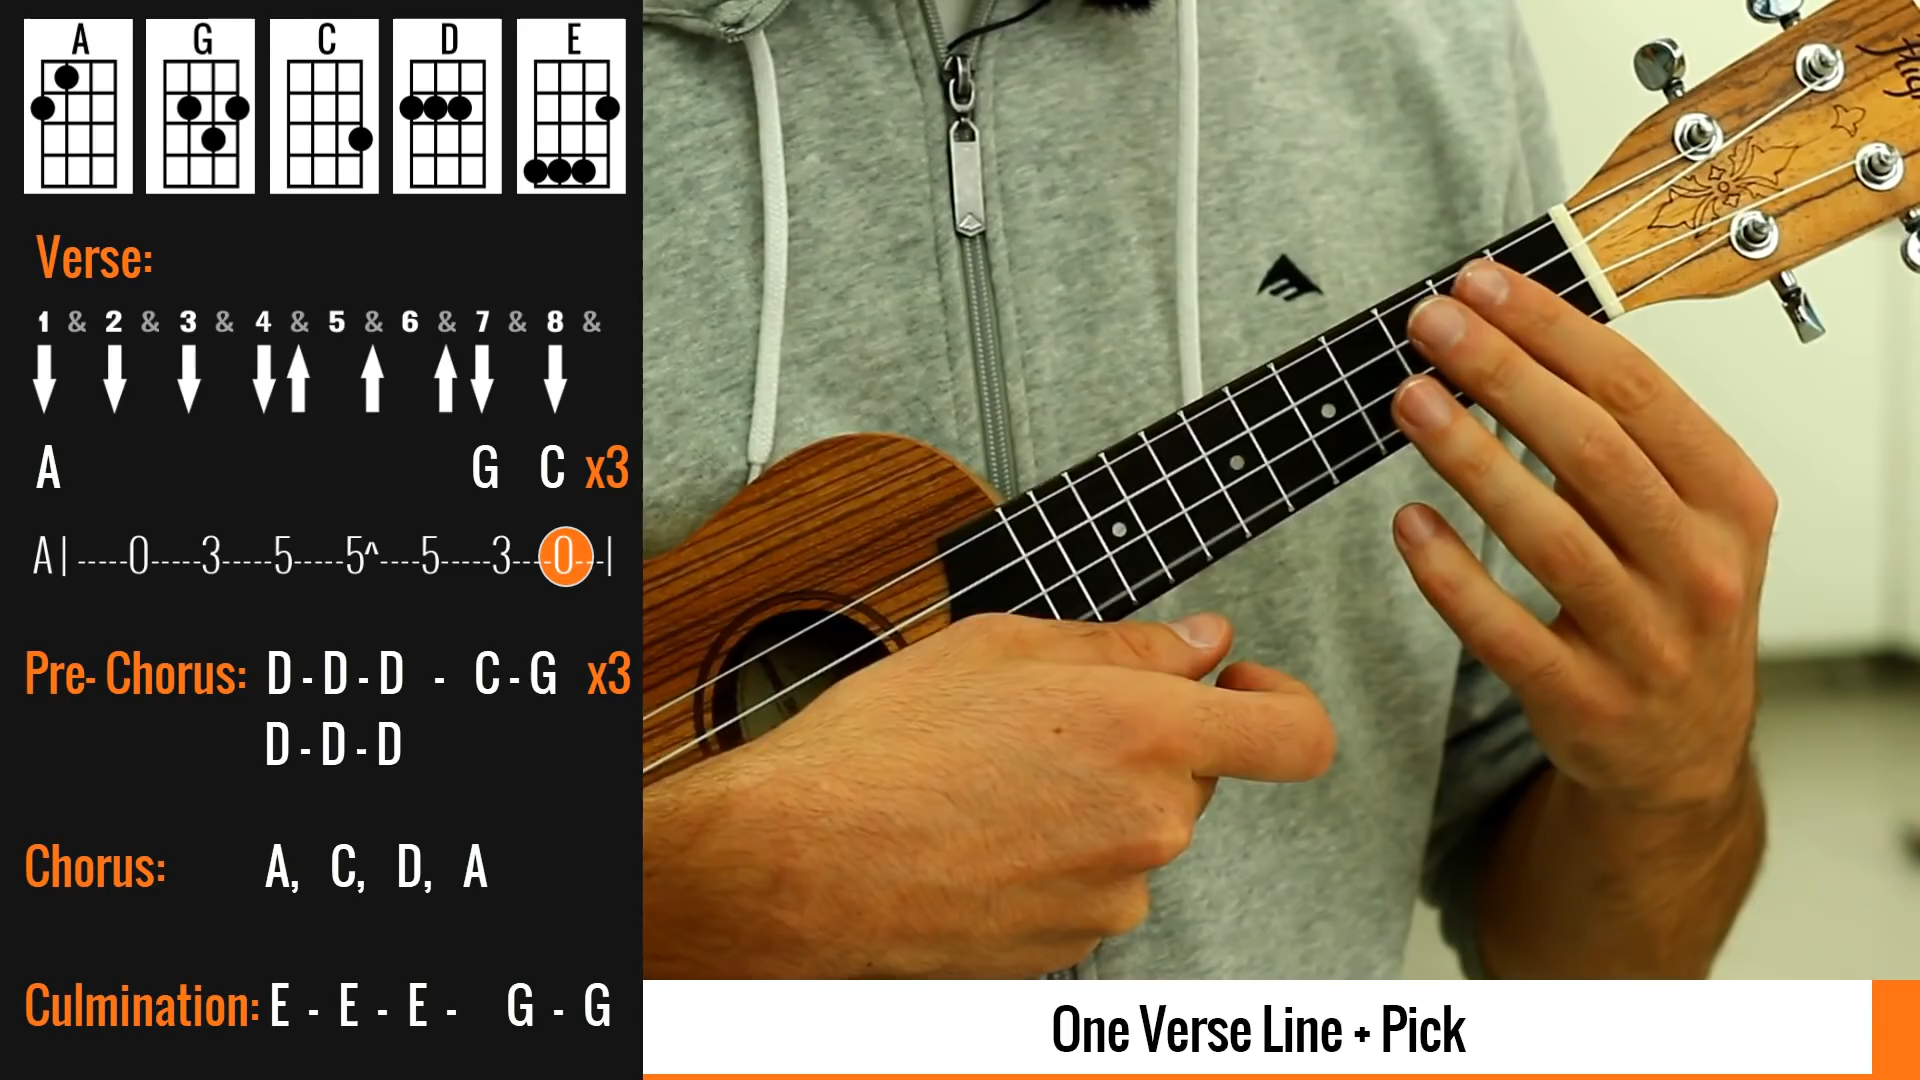 A G C D E
Verse:
1 & 2 & 3 & 4 & 5 & 6 & 7 & 8 &
A G C x3
A|-----0-----3-----5-----5^----5-----3---0---|
Pre-Chorus: D - D - D - C - G x3
D - D - D
Chorus: A, C, D, A
Culmination: E - E - E - G - G
One Verse Line + Pick